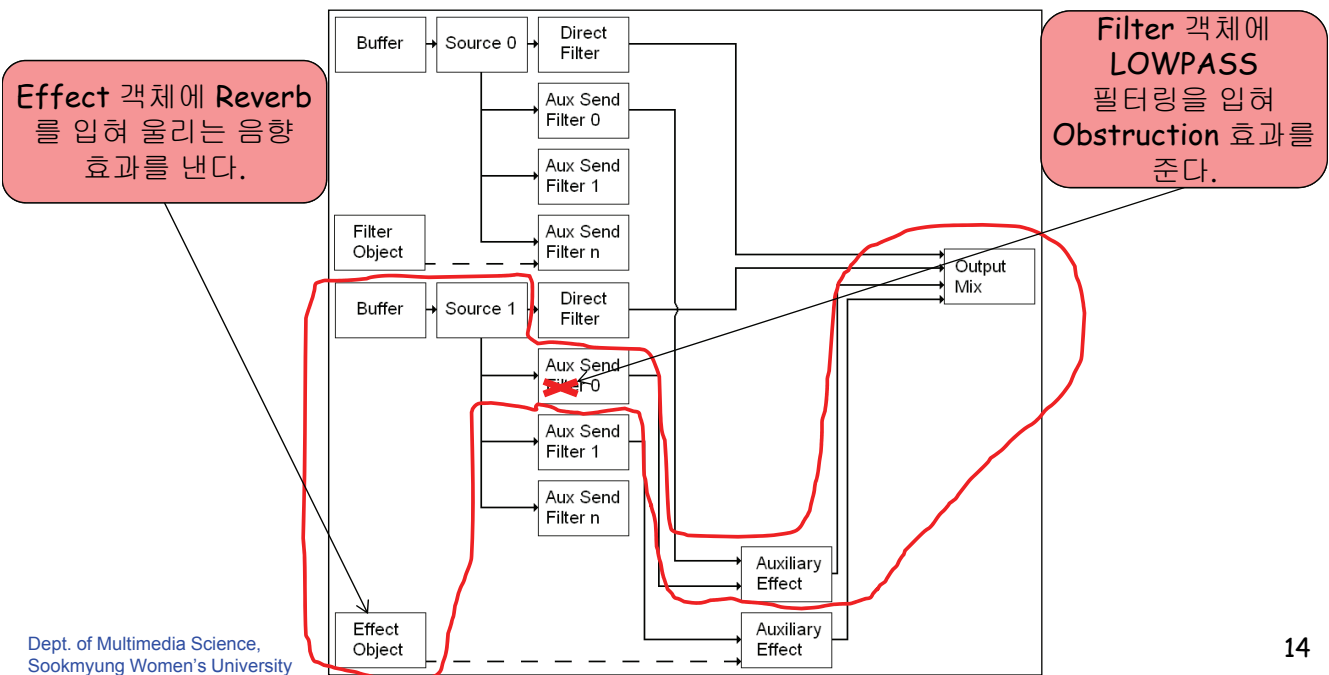 Effect 객체에 Reverb
를 입혀 울리는 음향
효과를 낸다.
Filter 객체에
LOWPASS
필터링을 입혀
Obstruction 효과를
준다.
Buffer
Source 0
Direct
Filter
Aux Send
Filter 0
Aux Send
Filter 1
Filter
Object
Aux Send
Filter n
Buffer
Source 1
Direct
Filter
Output
Mix
Aux Send
Filter 0
Aux Send
Filter 1
Aux Send
Filter n
Auxiliary
Effect
Effect
Object
Auxiliary
Effect
Dept. of Multimedia Science,
Sookmyung Women's University
14